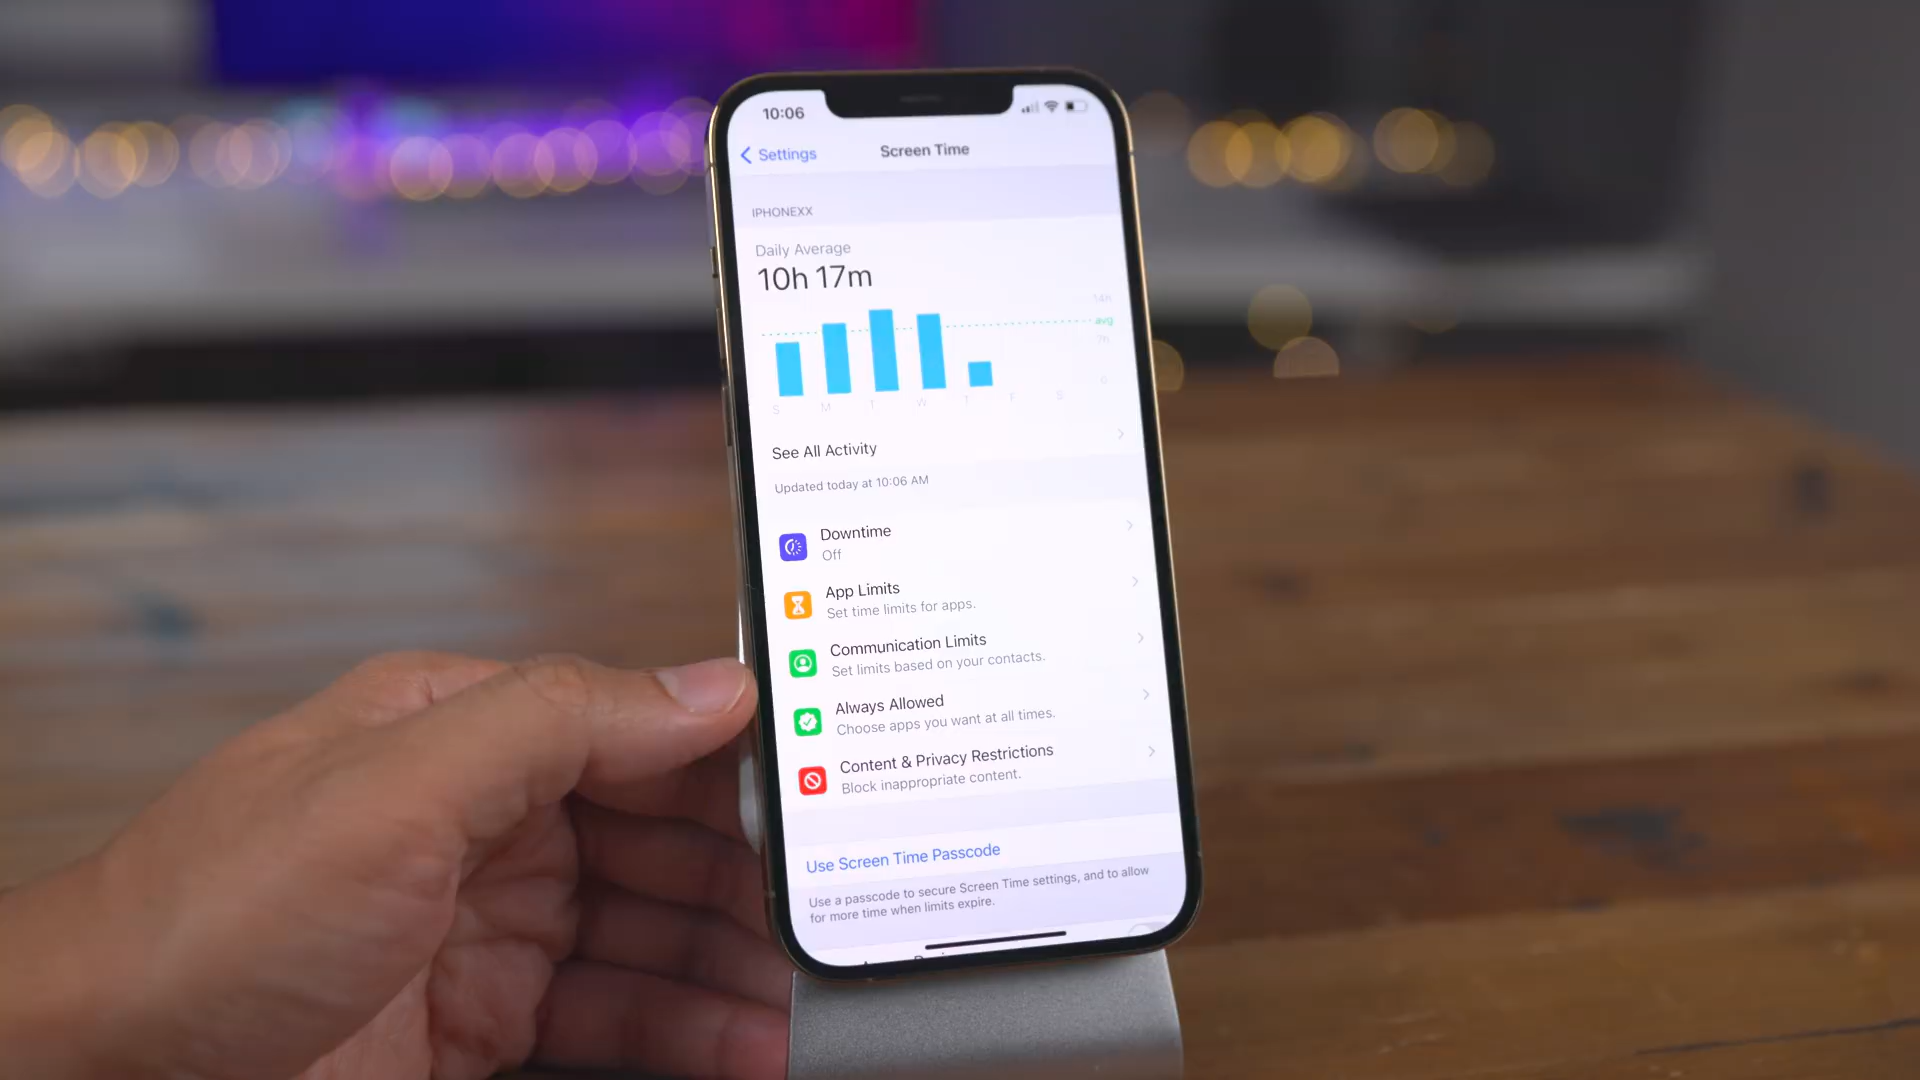 10:06
Settings
Screen Time
IPHONEXX
Daily Average
10h 17m
14h
avg
7h
0
S M T W T F S
See All Activity
Updated today at 10:06 AM
Downtime
Off
App Limits
Set time limits for apps.
Communication Limits
Set limits based on your contacts.
Always Allowed
Choose apps you want at all times.
Content & Privacy Restrictions
Block inappropriate content.
Use Screen Time Passcode
Use a passcode to secure Screen Time settings, and to allow
for more time when limits expire.